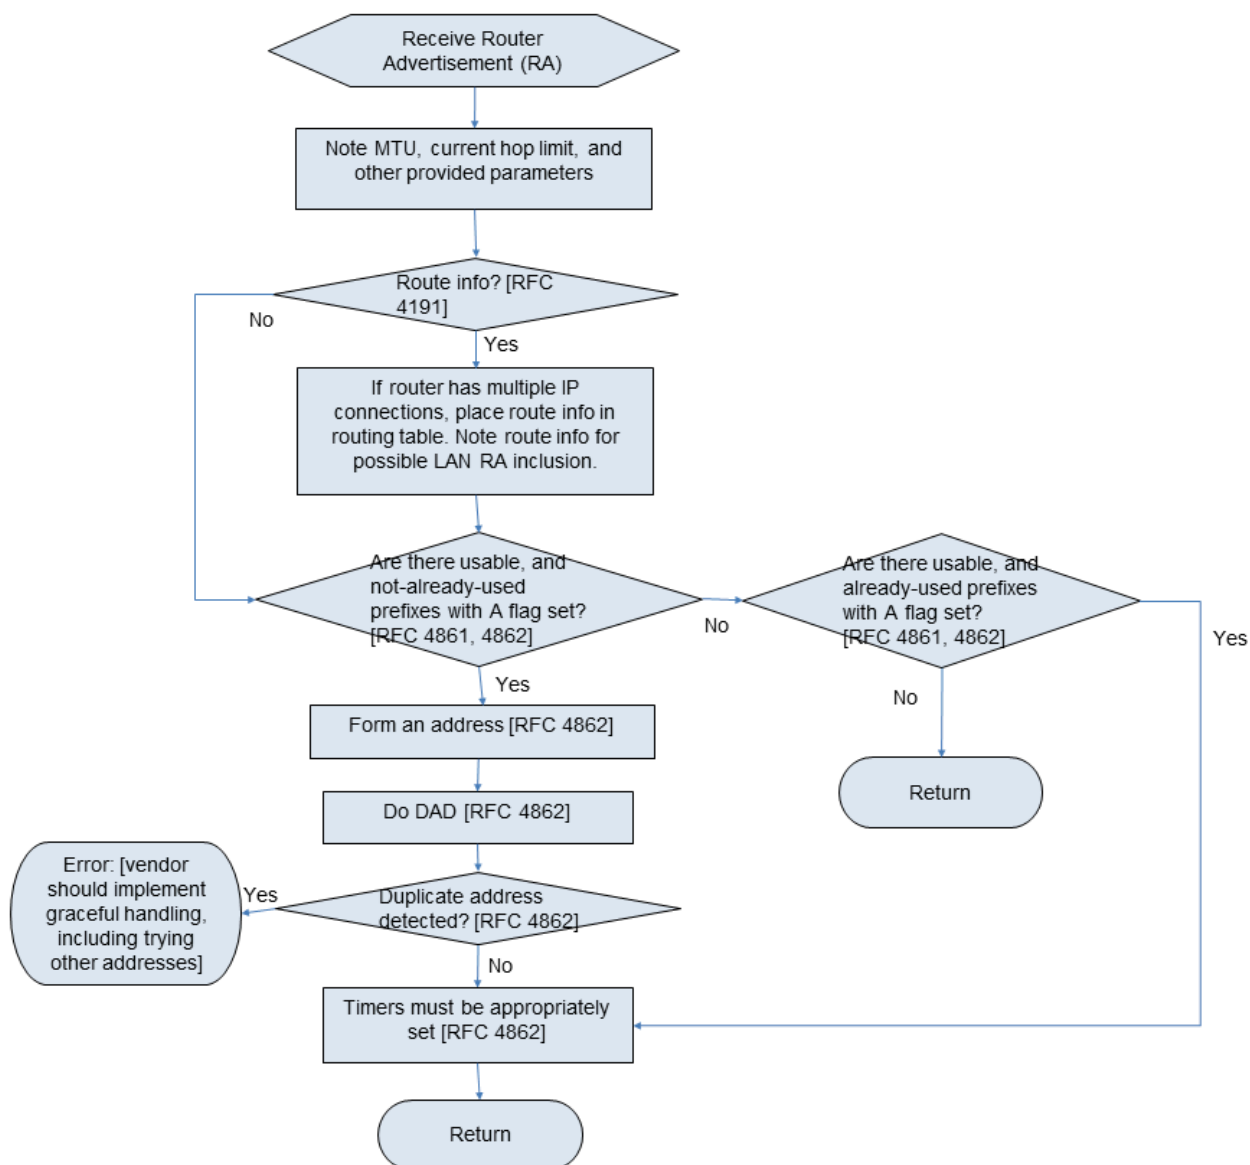 Receive Router
Advertisement (RA)
Note MTU, current hop limit, and
other provided parameters
Route info? [RFC
4191]
No
Yes
If router has multiple IP
connections, place route info in
routing table. Note route info for
possible LAN RA inclusion.
Are there usable, and
not-already-used
prefixes with A flag set?
[RFC 4861, 4862]
No
Are there usable, and
already-used prefixes
with A flag set?
[RFC 4861, 4862]
Yes
Yes
No
Form an address [RFC 4862]
Return
Do DAD [RFC 4862]
Error: [vendor
should implement
graceful handling,
including trying
other addresses]
Yes
Duplicate address
detected? [RFC 4862]
No
Timers must be appropriately
set [RFC 4862]
Return